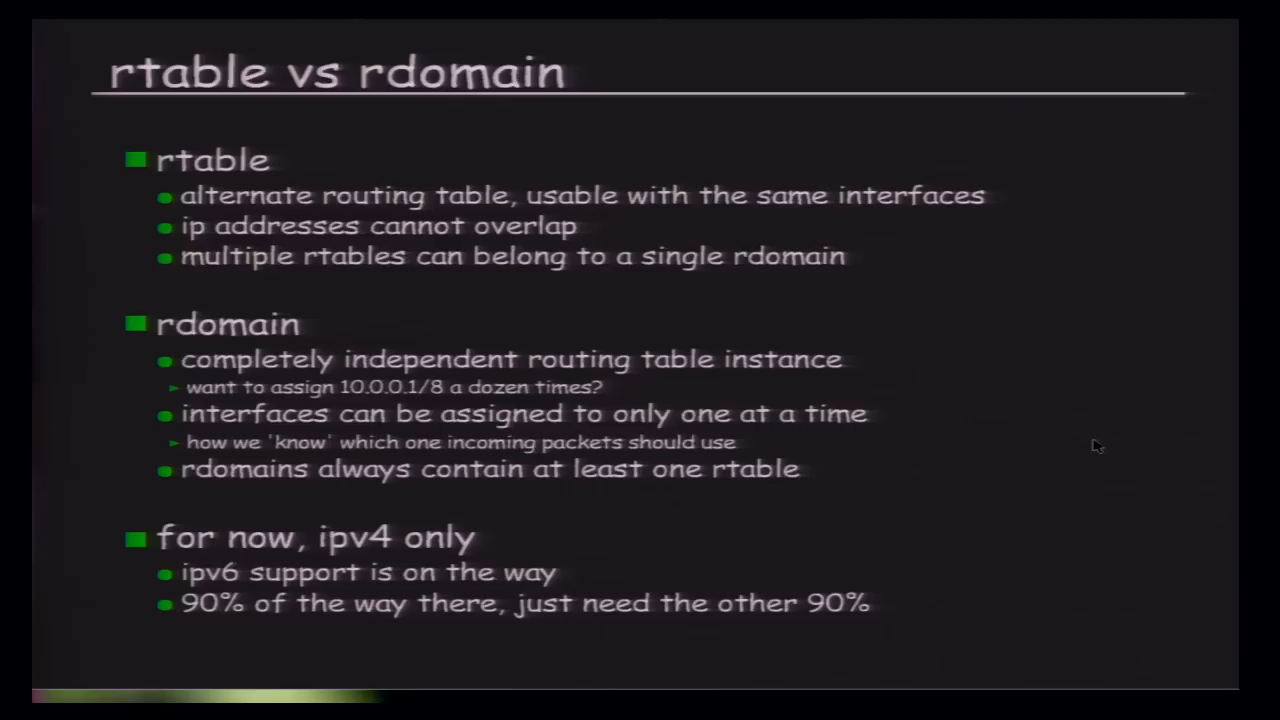 rtable vs rdomain
rtable
alternate routing table, usable with the same interfaces
ip addresses cannot overlap
multiple rtables can belong to a single rdomain
rdomain
completely independent routing table instance
want to assign 10.0.0.1/8 a dozen times?
interfaces can be assigned to only one at a time
how we 'know' which one incoming packets should use
rdomains always contain at least one rtable
for now, ipv4 only
ipv6 support is on the way
90% of the way there, just need the other 90%